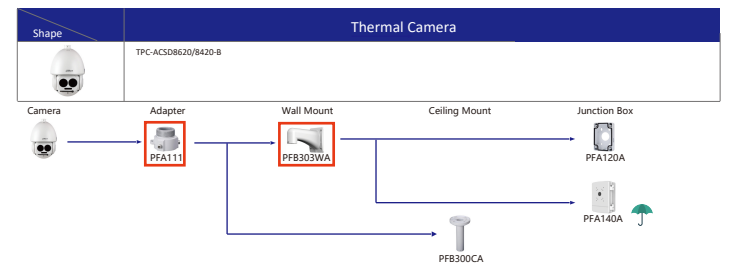 Thermal Camera
Shape
TPC-ACSD8620/8420-B
Camera
Adapter
Wall Mount
Ceiling Mount
Junction Box
PFA111
PFB303WA
PFA120A
PFA140A
PFB300CA